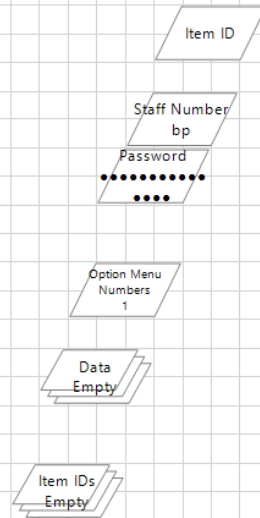 Item ID
Staff Number
bp
Password
●●●●●●●●●●●
●●●●
Option Menu
Numbers
1
Data
Empty
Item IDs
Empty